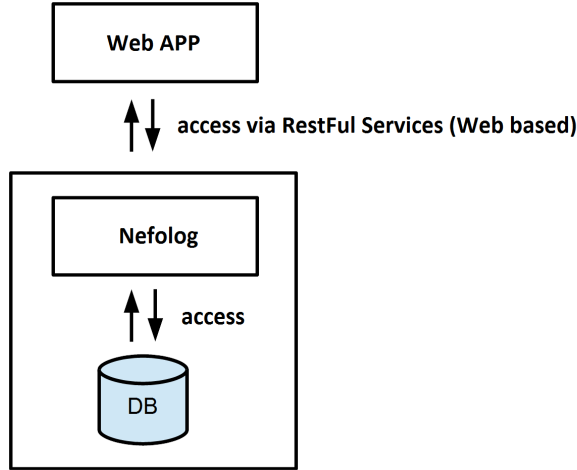 Web APP
access via RestFul Services (Web based)
Nefolog
access
DB